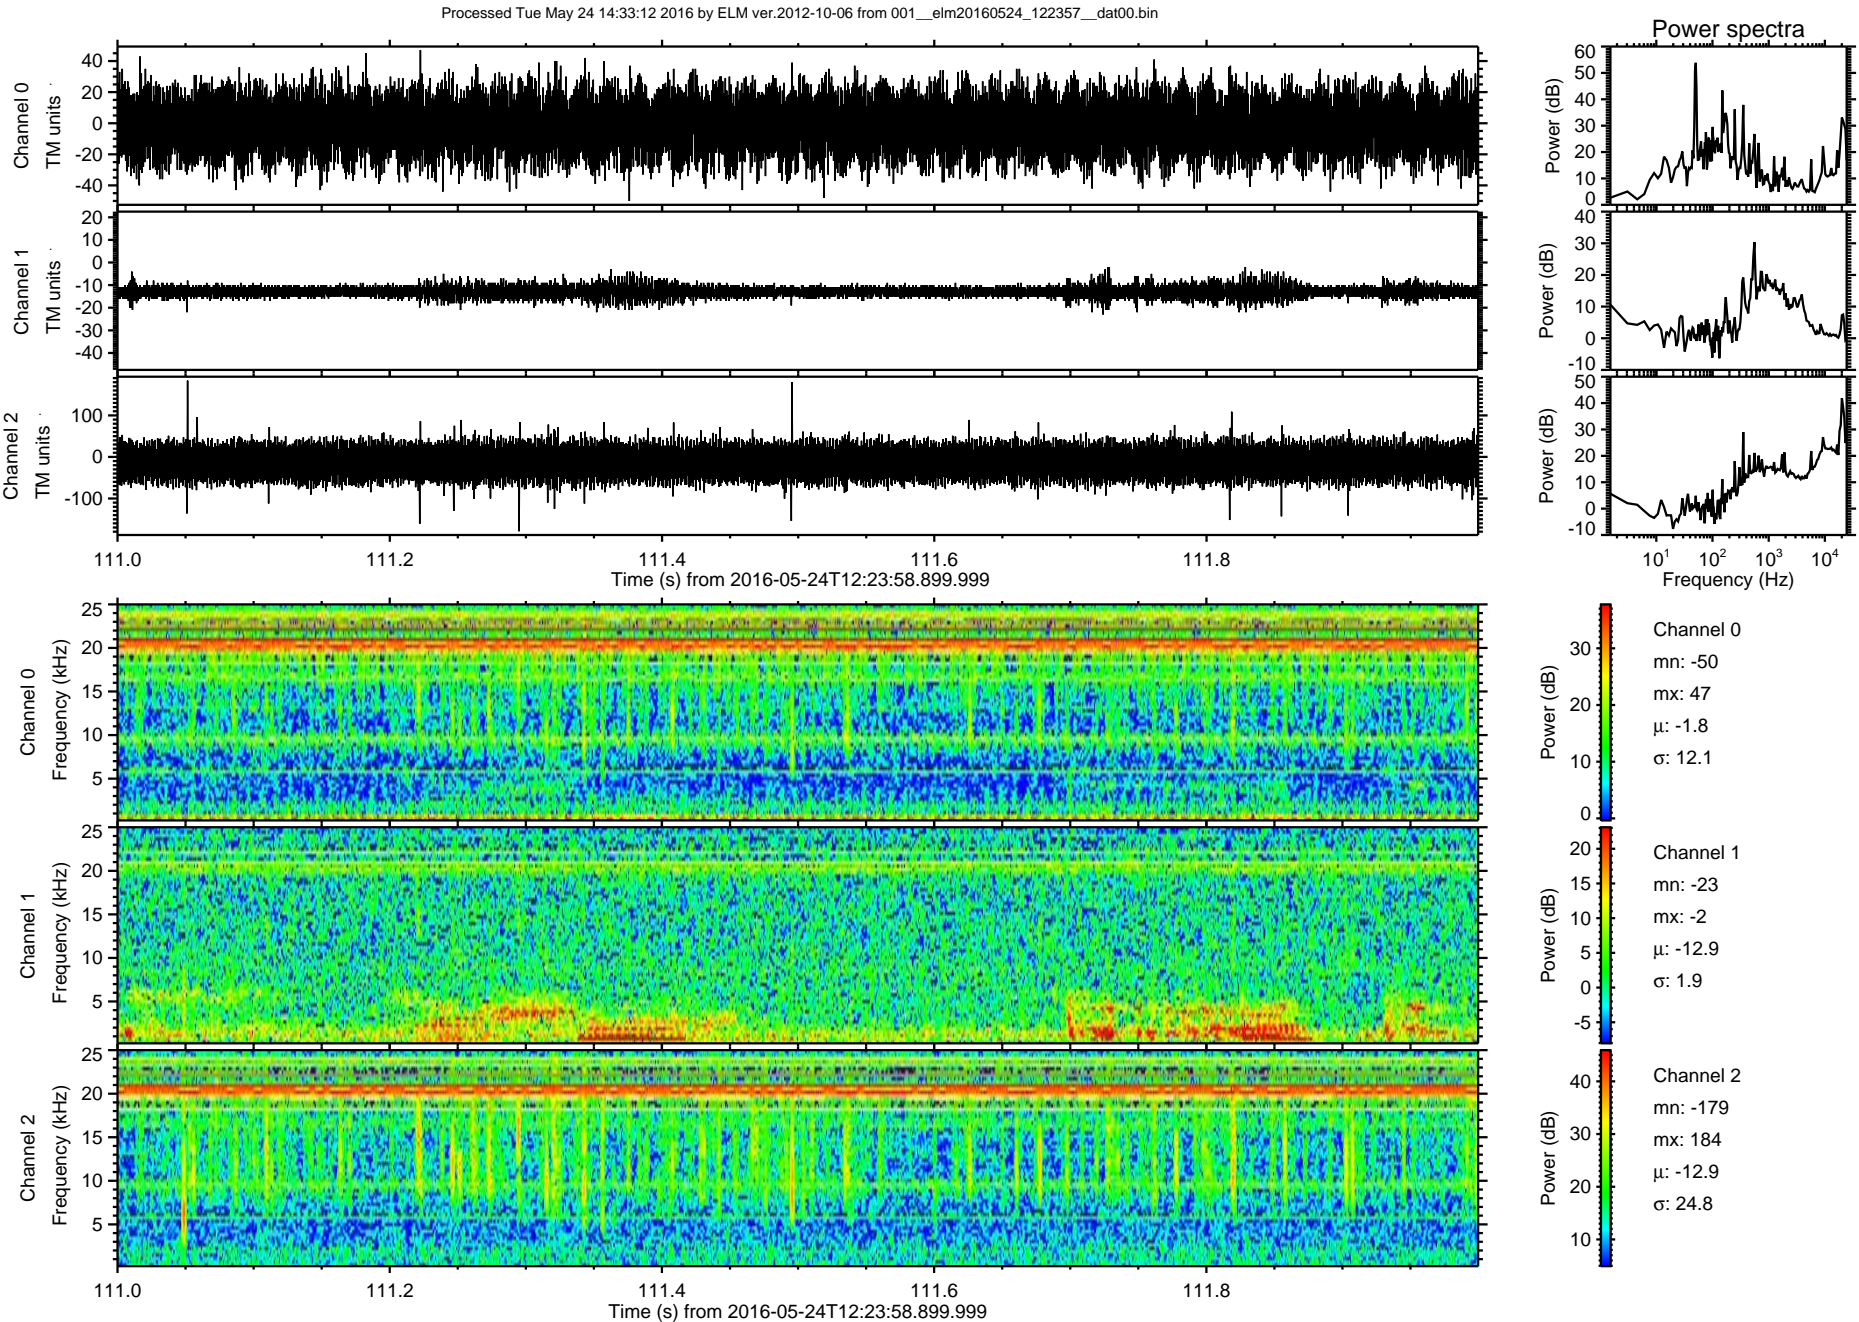 Processed Tue May 24 14:33:12 2016 by ELM ver.2012-10-06 from 001__elm20160524_122357__dat00.bin
Power spectra
Channel 0
TM units
40
20
0
-20
-40
Power (dB)
60
50
40
30
20
10
0
Channel 1
TM units
20
10
0
-10
-20
-30
-40
Power (dB)
40
30
20
10
0
-10
Channel 2
TM units
100
0
-100
Power (dB)
50
40
30
20
10
0
-10
111.0 111.2 111.4 111.6 111.8
Time (s) from 2016-05-24T12:23:58.899.999
10^1 10^2 10^3 10^4
Frequency (Hz)
Channel 0
Frequency (kHz)
25
20
15
10
5
Power (dB)
30
20
10
0
Channel 0
mn: -50
mx: 47
μ: -1.8
σ: 12.1
Channel 1
Frequency (kHz)
25
20
15
10
5
Power (dB)
20
15
10
5
0
-5
Channel 1
mn: -23
mx: -2
μ: -12.9
σ: 1.9
Channel 2
Frequency (kHz)
25
20
15
10
5
Power (dB)
40
30
20
10
Channel 2
mn: -179
mx: 184
μ: -12.9
σ: 24.8
111.0 111.2 111.4 111.6 111.8
Time (s) from 2016-05-24T12:23:58.899.999